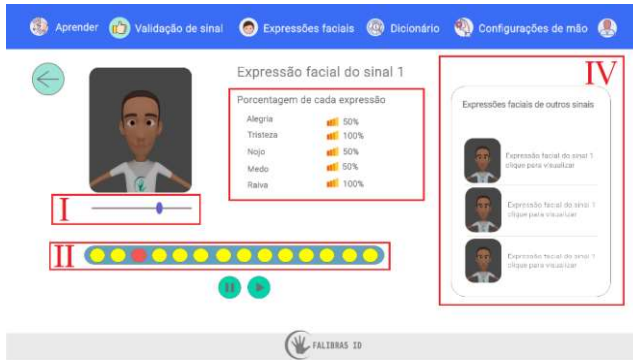 Aprender Validação de sinal Expressões faciais Dicionário Configurações de mão
Expressão facial do sinal 1
Porcentagem de cada expressão
Alegria 50%
Tristeza 100%
Nojo 50%
Medo 50%
Raiva 100%
I
II
IV
Expressões faciais de outros sinais
Expressão facial do sinal 1
clique para visualizar
Expressão facial do sinal 1
clique para visualizar
Expressão facial do sinal 1
clique para visualizar
FALIBRAS ID